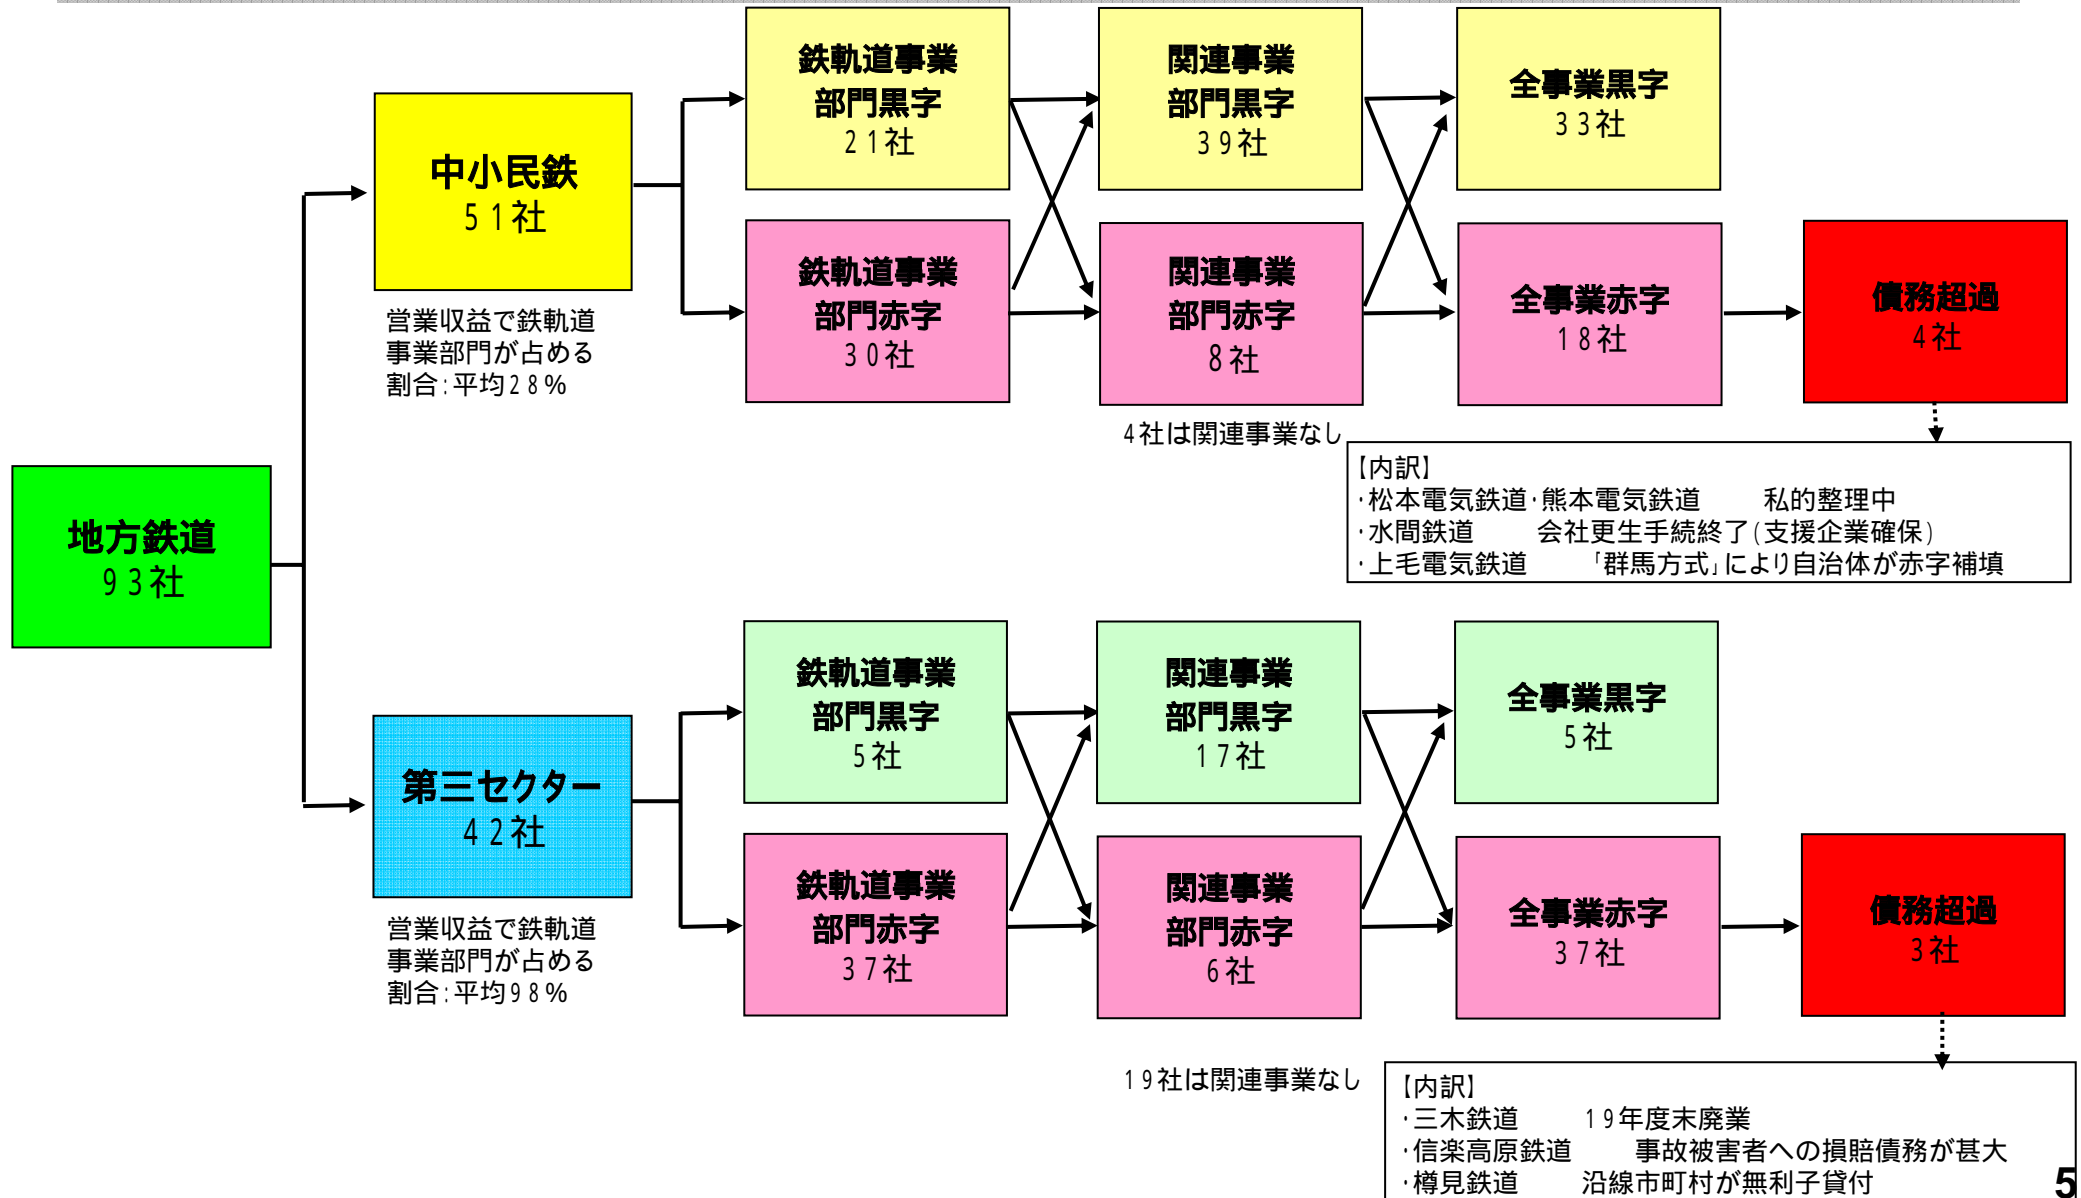 地方鉄道
93社
中小民鉄
51社
営業収益で鉄軌道
事業部門が占める
割合:平均28%
鉄軌道事業
部門黒字
21社
鉄軌道事業
部門赤字
30社
関連事業
部門黒字
39社
関連事業
部門赤字
8社
4社は関連事業なし
全事業黒字
33社
全事業赤字
18社
債務超過
4社
【内訳】
・松本電気鉄道・熊本電気鉄道 私的整理中
・水間鉄道 会社更生手続終了(支援企業確保)
・上毛電気鉄道 「群馬方式」により自治体が赤字補填
第三セクター
42社
営業収益で鉄軌道
事業部門が占める
割合:平均98%
鉄軌道事業
部門黒字
5社
鉄軌道事業
部門赤字
37社
関連事業
部門黒字
17社
関連事業
部門赤字
6社
19社は関連事業なし
全事業黒字
5社
全事業赤字
37社
債務超過
3社
【内訳】
・三木鉄道 19年度末廃業
・信楽高原鉄道 事故被害者への損賠債務が甚大
・樽見鉄道 沿線市町村が無利子貸付
5